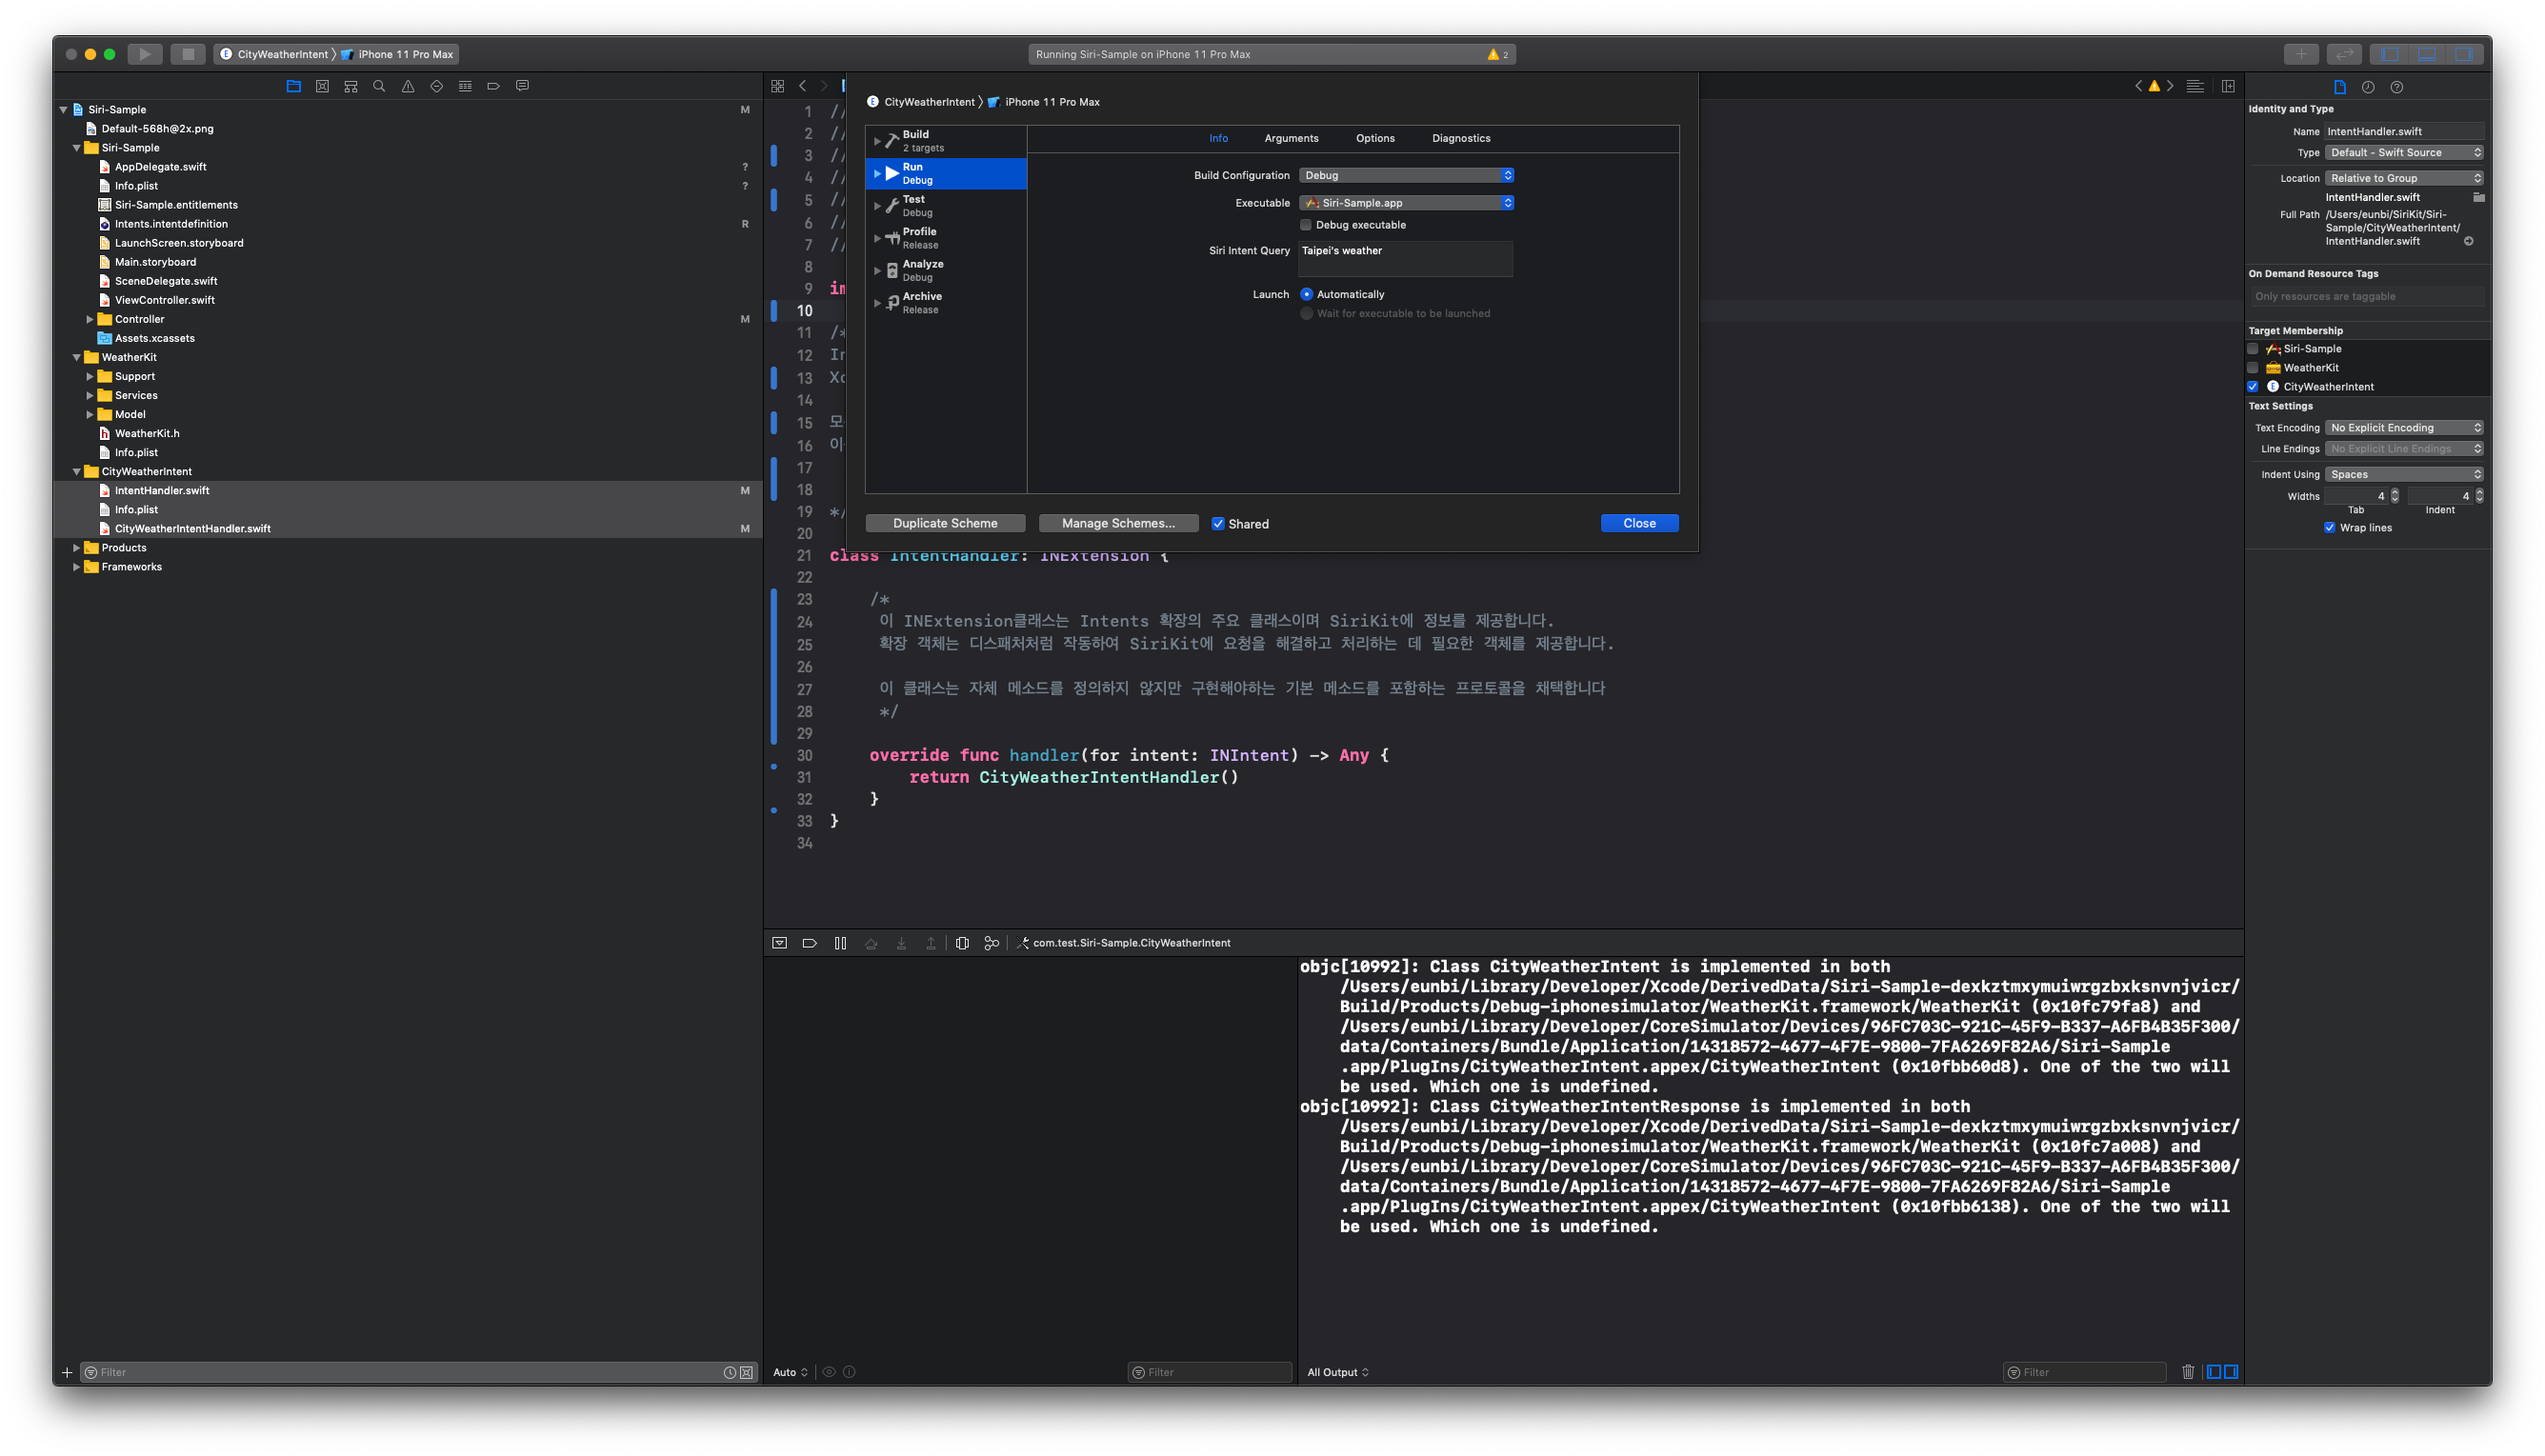 CityWeatherIntent 〉 iPhone 11 Pro Max
Running Siri-Sample on iPhone 11 Pro Max
2
Siri-Sample M
Default-568h@2x.png
Siri-Sample
AppDelegate.swift ?
Info.plist ?
Siri-Sample.entitlements
Intents.intentdefinition R
LaunchScreen.storyboard
Main.storyboard
SceneDelegate.swift
ViewController.swift
Controller M
Assets.xcassets
WeatherKit
Support
Services
Model
WeatherKit.h
Info.plist
CityWeatherIntent
IntentHandler.swift M
Info.plist
CityWeatherIntentHandler.swift M
Products
Frameworks
Filter
CityWeatherIntent 〉 iPhone 11 Pro Max
Build
2 targets
Run
Debug
Test
Debug
Profile
Release
Analyze
Debug
Archive
Release
Info Arguments Options Diagnostics
Build Configuration Debug
Executable Siri-Sample.app
Debug executable
Siri Intent Query Taipei's weather
Launch Automatically
Wait for executable to be launched
Duplicate Scheme Manage Schemes... Shared Close
1 //
2 //
3 //
4 //
5 //
6 //
7 //
8
9 im
10
11 /*
12 In
13 Xc
14
15 모
16 이
17
18
19 */
20
21 class IntentHandler: INExtension {
22
23 /*
24 이 INExtension클래스는 Intents 확장의 주요 클래스이며 SiriKit에 정보를 제공합니다.
25 확장 객체는 디스패처처럼 작동하여 SiriKit에 요청을 해결하고 처리하는 데 필요한 객체를 제공합니다.
26
27 이 클래스는 자체 메소드를 정의하지 않지만 구현해야하는 기본 메소드를 포함하는 프로토콜을 채택합니다
28 */
29
30 override func handler(for intent: INIntent) -> Any {
31 return CityWeatherIntentHandler()
32 }
33 }
34
com.test.Siri-Sample.CityWeatherIntent
objc[10992]: Class CityWeatherIntent is implemented in both
/Users/eunbi/Library/Developer/Xcode/DerivedData/Siri-Sample-dexkztmxymuiwrgzbxksnvnjvicr/
Build/Products/Debug-iphonesimulator/WeatherKit.framework/WeatherKit (0x10fc79fa8) and
/Users/eunbi/Library/Developer/CoreSimulator/Devices/96FC703C-921C-45F9-B337-A6FB4B35F300/
data/Containers/Bundle/Application/14318572-4677-4F7E-9800-7FA6269F82A6/Siri-Sample
.app/PlugIns/CityWeatherIntent.appex/CityWeatherIntent (0x10fbb60d8). One of the two will
be used. Which one is undefined.
objc[10992]: Class CityWeatherIntentResponse is implemented in both
/Users/eunbi/Library/Developer/Xcode/DerivedData/Siri-Sample-dexkztmxymuiwrgzbxksnvnjvicr/
Build/Products/Debug-iphonesimulator/WeatherKit.framework/WeatherKit (0x10fc7a008) and
/Users/eunbi/Library/Developer/CoreSimulator/Devices/96FC703C-921C-45F9-B337-A6FB4B35F300/
data/Containers/Bundle/Application/14318572-4677-4F7E-9800-7FA6269F82A6/Siri-Sample
.app/PlugIns/CityWeatherIntent.appex/CityWeatherIntent (0x10fbb6138). One of the two will
be used. Which one is undefined.
Auto
Filter
All Output
Filter
Identity and Type
Name IntentHandler.swift
Type Default - Swift Source
Location Relative to Group
IntentHandler.swift
Full Path /Users/eunbi/SiriKit/Siri-
Sample/CityWeatherIntent/
IntentHandler.swift
On Demand Resource Tags
Only resources are taggable
Target Membership
Siri-Sample
WeatherKit
CityWeatherIntent
Text Settings
Text Encoding No Explicit Encoding
Line Endings No Explicit Line Endings
Indent Using Spaces
Widths 4 4
Tab Indent
Wrap lines